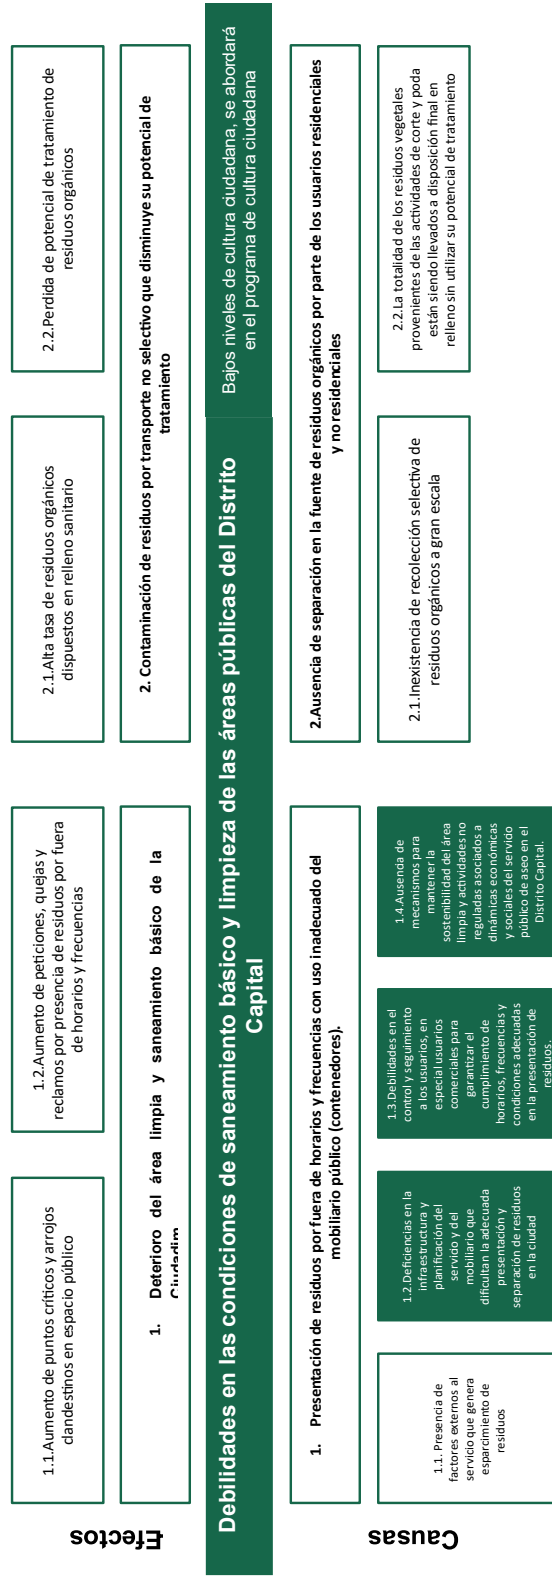 Efectos
1.1.Aumento de puntos críticos y arrojos
clandestinos en espacio público
1.2.Aumento de peticiones, quejas y
reclamos por presencia de residuos por fuera
de horarios y frecuencias
2.1.Alta tasa de residuos orgánicos
dispuestos en relleno sanitario
2.2.Perdida de potencial de tratamiento de
residuos orgánicos
1. Deterioro del área limpia y saneamiento básico de la
2. Contaminación de residuos por transporte no selectivo que disminuye su potencial de
tratamiento
Debilidades en las condiciones de saneamiento básico y limpieza de las áreas públicas del Distrito
Capital
Bajos niveles de cultura ciudadana, se abordará
en el programa de cultura ciudadana
Causas
1. Presentación de residuos por fuera de horarios y frecuencias con uso inadecuado del
mobiliario público (contenedores).
2.Ausencia de separación en la fuente de residuos orgánicos por parte de los usuarios residenciales
y no residenciales
1.1. Presencia de
factores externos al
servicio que genera
esparcimiento de
residuos
1.2.Deficiencias en la
infraestructura y
planificación del
servicio y del
mobiliario que
dificultan la adecuada
presentación y
separación de residuos
en la ciudad
1.3.Debilidades en el
control y seguimiento
a los usuarios, en
especial usuarios
comerciales para
garantizar el
cumplimiento de
horarios, frecuencias y
condiciones adecuadas
en la presentación de
residuos.
1.4.Ausencia de
mecanismos para
mantener la
sostenibilidad del área
limpia y actividades no
reguladas asociados a
dinámicas económicas
y sociales del servicio
público de aseo en el
Distrito Capital.
2.1.Inexistencia de recolección selectiva de
residuos orgánicos a gran escala
2.2.La totalidad de los residuos vegetales
provenientes de las actividades de corte y poda
están siendo llevados a disposición final en
relleno sin utilizar su potencial de tratamiento